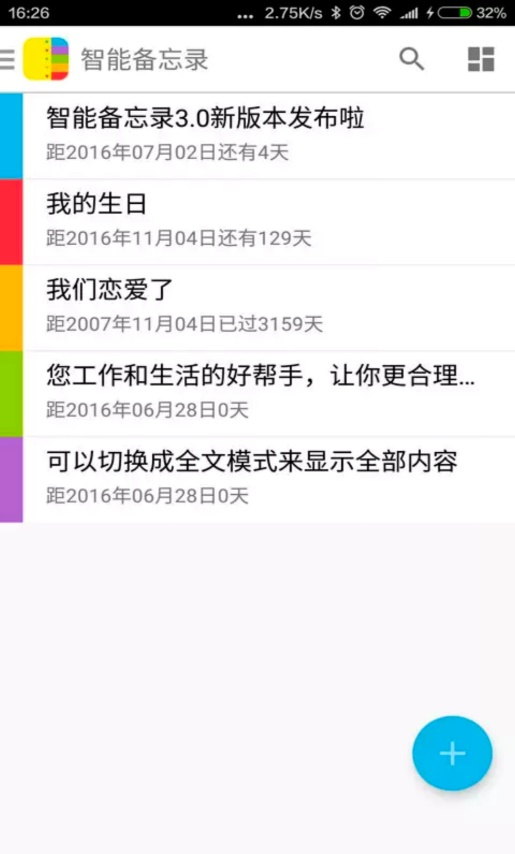 16:26 ... 2.75K/s 32%
智能备忘录
智能备忘录3.0新版本发布啦
距2016年07月02日还有4天
我的生日
距2016年11月04日还有129天
我们恋爱了
距2007年11月04日已过3159天
您工作和生活的好帮手，让你更合理...
距2016年06月28日0天
可以切换成全文模式来显示全部内容
距2016年06月28日0天